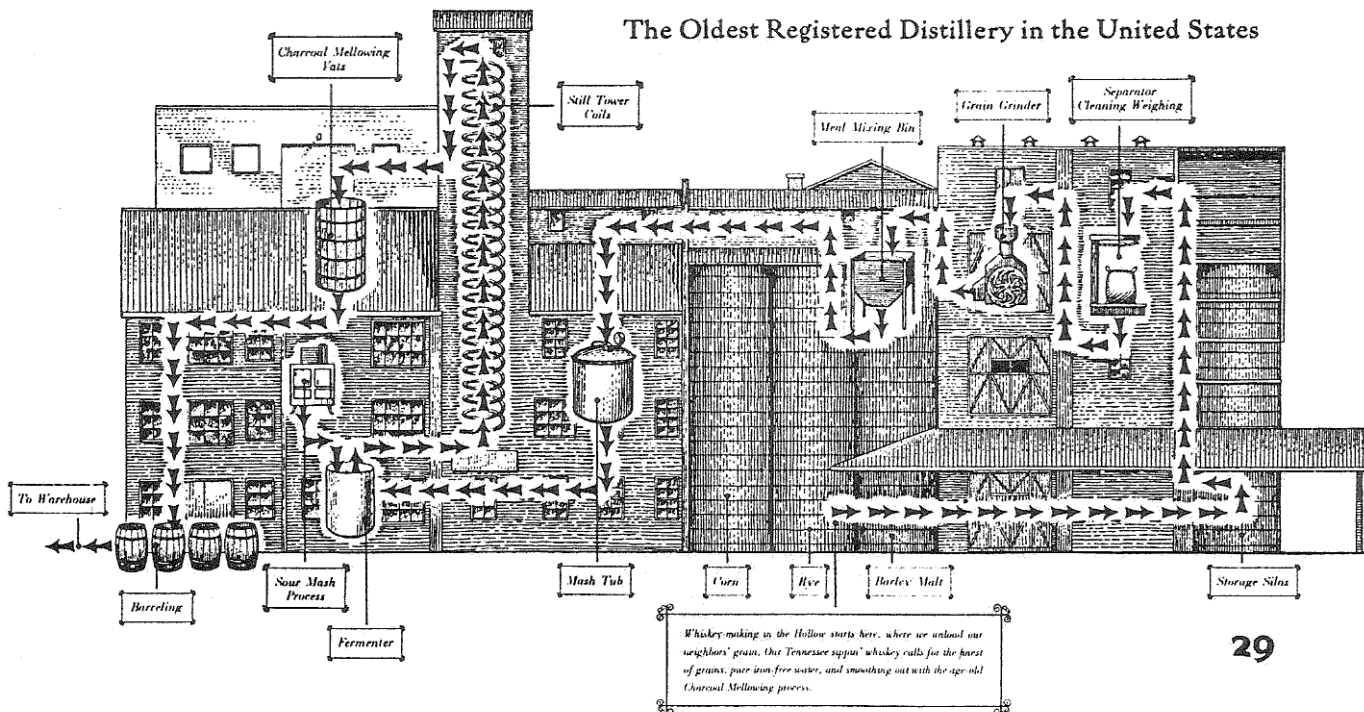 The Oldest Registered Distillery in the United States
Charcoal Mellowing
Vats
Still Tower
Coils
Meal Mixing Bin
Grain Grinder
Separator
Cleaning Weighing
To Warehouse
Barreling
Sour Mash
Process
Fermenter
Mash Tub
Corn
Rye
Barley Malt
Storage Silos
Whiskey-making in the Hollow starts here, where we unload our
neighbors' grain. Our Tennessee sippin' whiskey calls for the finest
of grains, pure iron-free water, and smoothing out with the age-old
Charcoal Mellowing process.
29